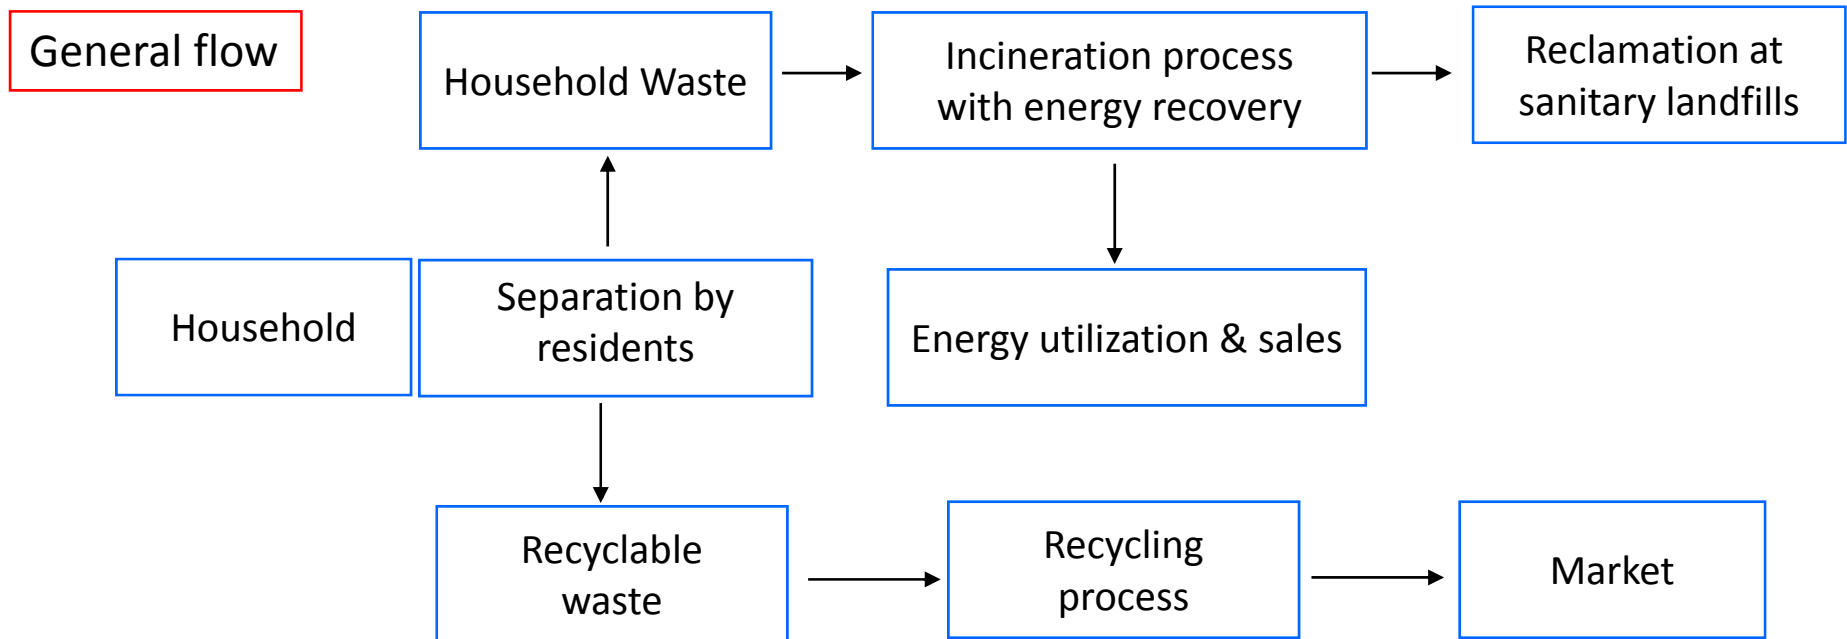 General flow
Household Waste
Incineration process
with energy recovery
Reclamation at
sanitary landfills
Household
Separation by
residents
Energy utilization & sales
Recyclable
waste
Recycling
process
Market